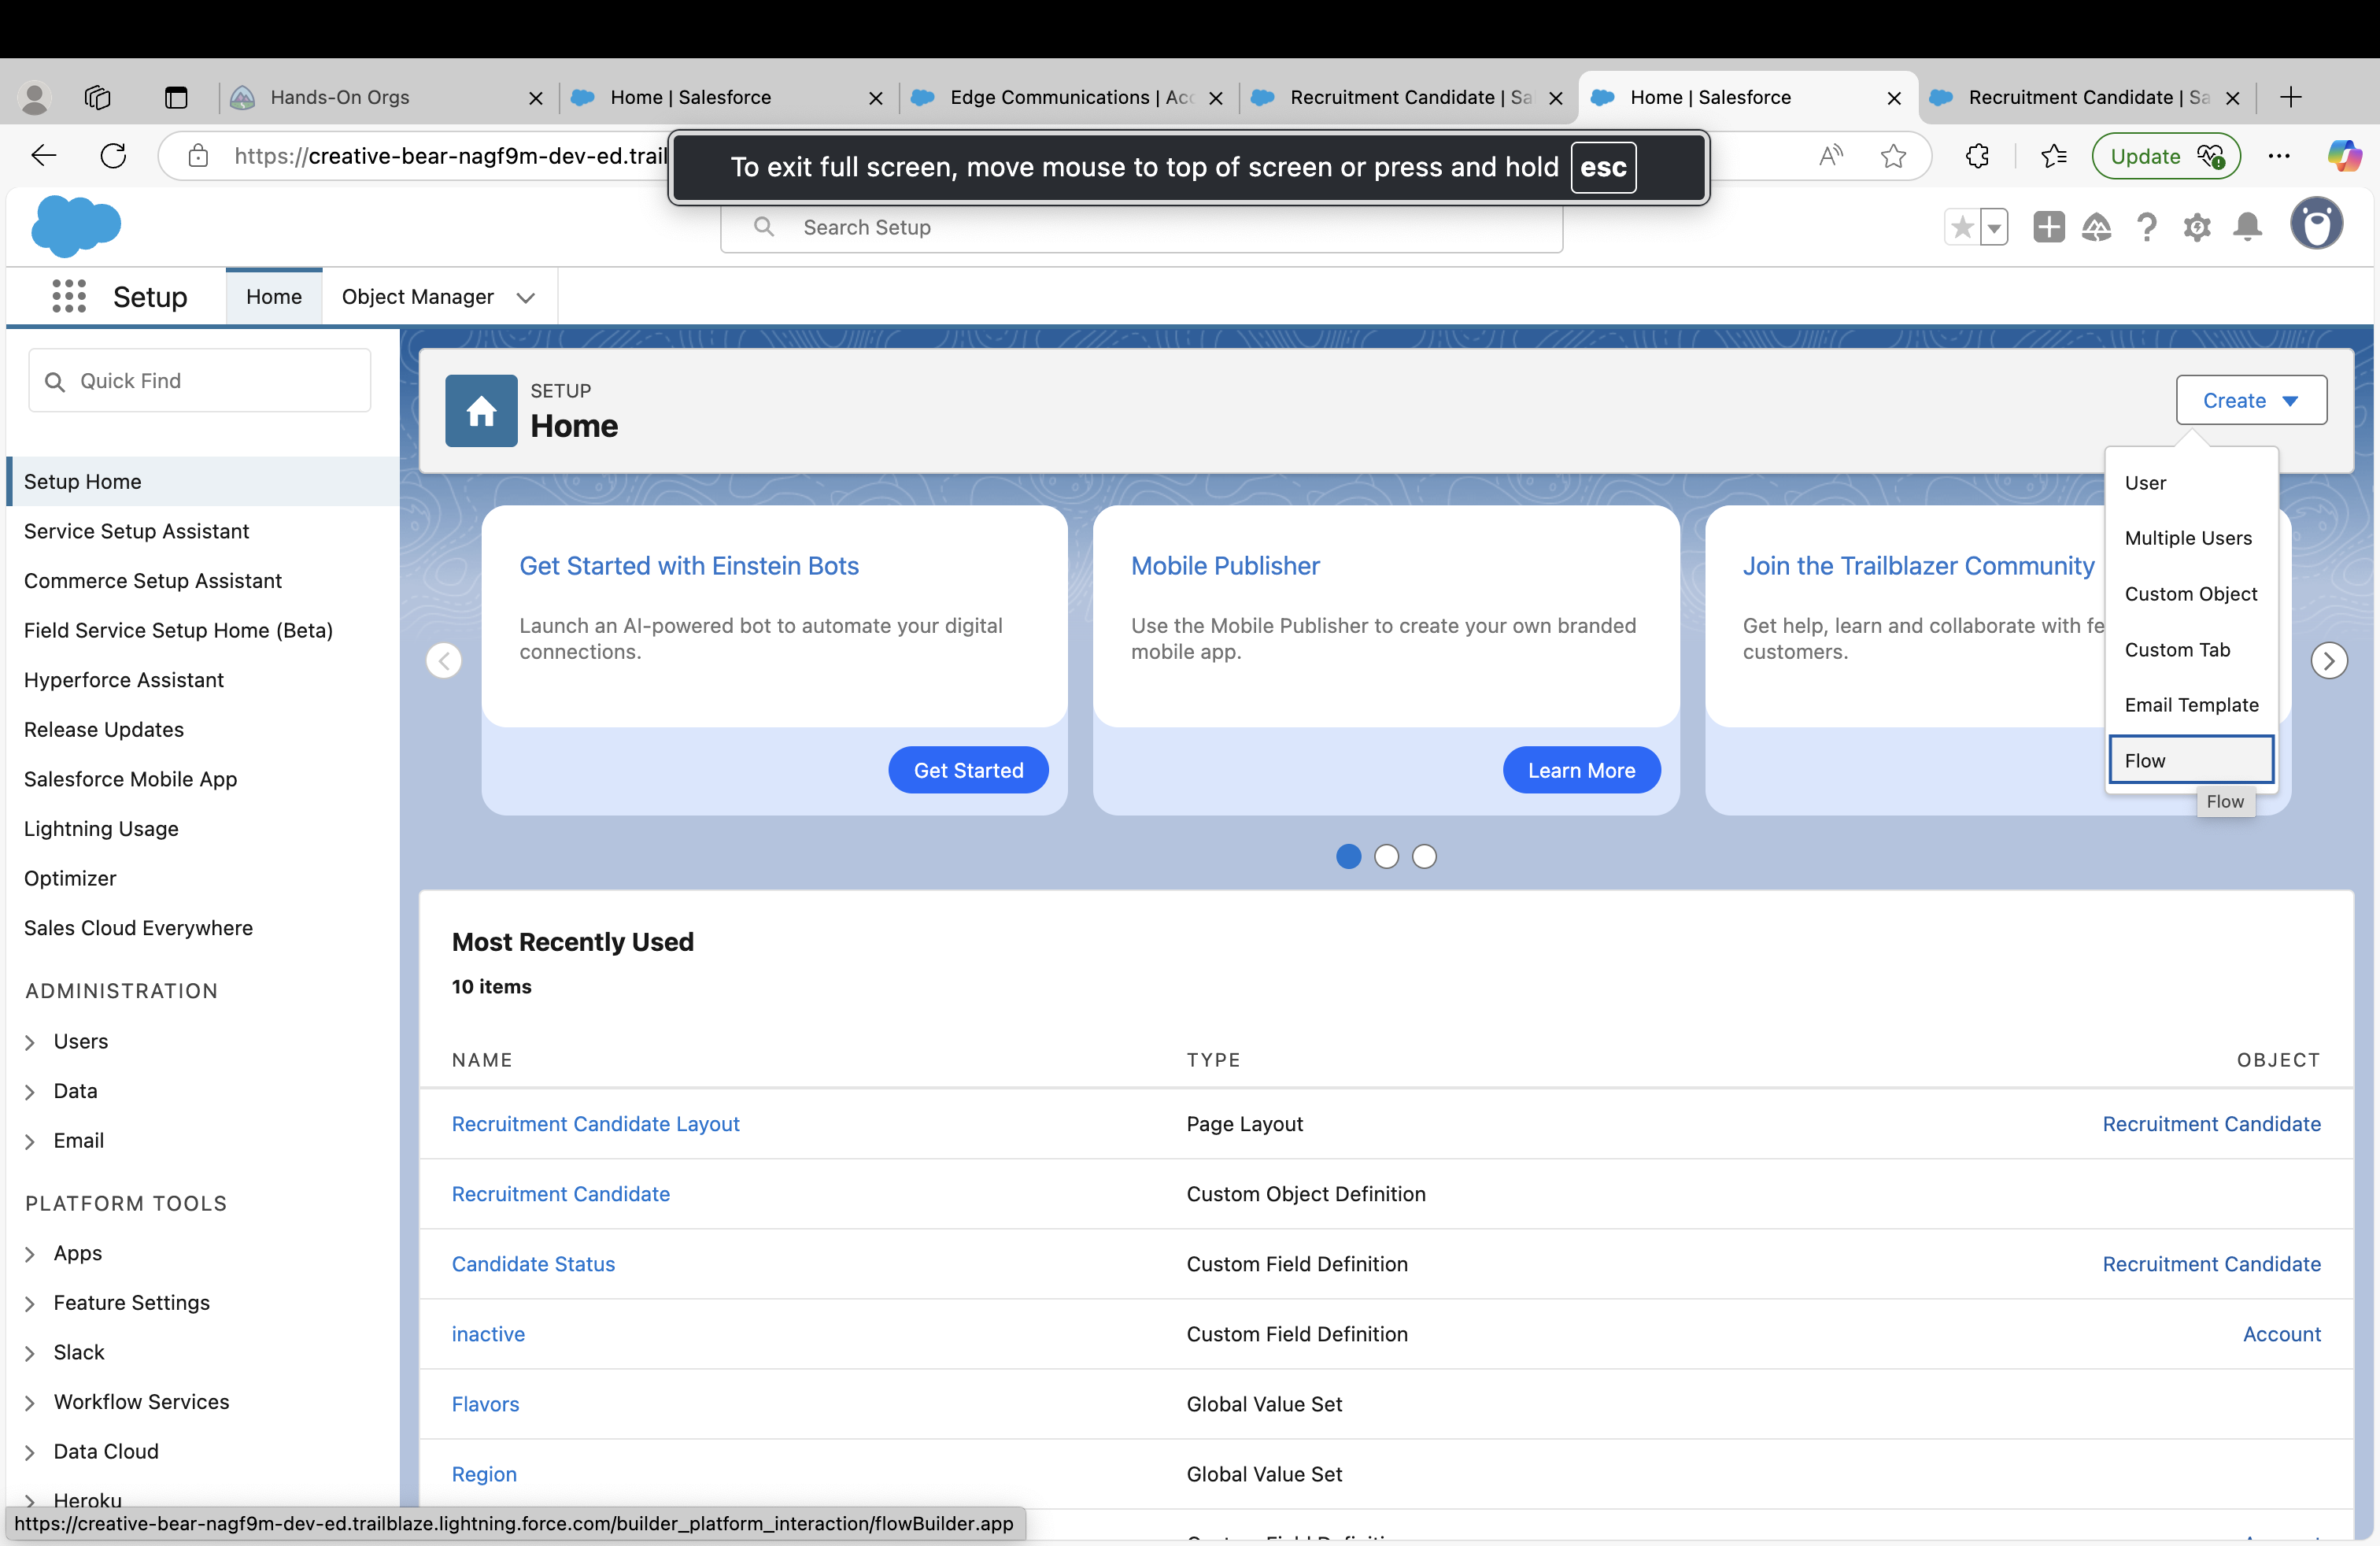 Hands-On Orgs
Home | Salesforce
Edge Communications | Acc
Recruitment Candidate | Sa
Home | Salesforce
Recruitment Candidate | Sa
https://creative-bear-nagf9m-dev-ed.trail
To exit full screen, move mouse to top of screen or press and hold esc
Update
Search Setup
Setup
Home
Object Manager
Quick Find
Setup Home
Service Setup Assistant
Commerce Setup Assistant
Field Service Setup Home (Beta)
Hyperforce Assistant
Release Updates
Salesforce Mobile App
Lightning Usage
Optimizer
Sales Cloud Everywhere
ADMINISTRATION
Users
Data
Email
PLATFORM TOOLS
Apps
Feature Settings
Slack
Workflow Services
Data Cloud
Heroku
SETUP
Home
Create
User
Multiple Users
Custom Object
Custom Tab
Email Template
Flow
Flow
Get Started with Einstein Bots
Launch an AI-powered bot to automate your digital
connections.
Get Started
Mobile Publisher
Use the Mobile Publisher to create your own branded
mobile app.
Learn More
Join the Trailblazer Community
Get help, learn and collaborate with fe
customers.
Most Recently Used
10 items
NAME TYPE OBJECT
Recruitment Candidate Layout Page Layout Recruitment Candidate
Recruitment Candidate Custom Object Definition
Candidate Status Custom Field Definition Recruitment Candidate
inactive Custom Field Definition Account
Flavors Global Value Set
Region Global Value Set
https://creative-bear-nagf9m-dev-ed.trailblaze.lightning.force.com/builder_platform_interaction/flowBuilder.app